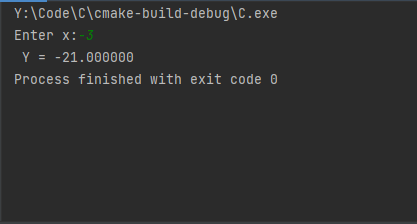 Y:\Code\C\cmake-build-debug\C.exe
Enter x:-3
 Y = -21.000000
Process finished with exit code 0